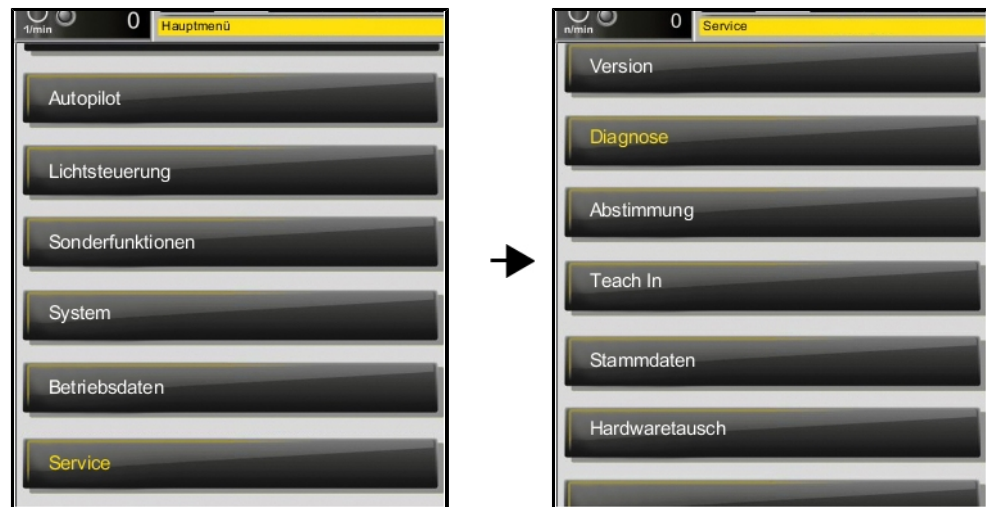 1/min
0
Hauptmenü
Autopilot
Lichtsteuerung
Sonderfunktionen
System
Betriebsdaten
Service
n/min
0
Service
Version
Diagnose
Abstimmung
Teach In
Stammdaten
Hardwaretausch